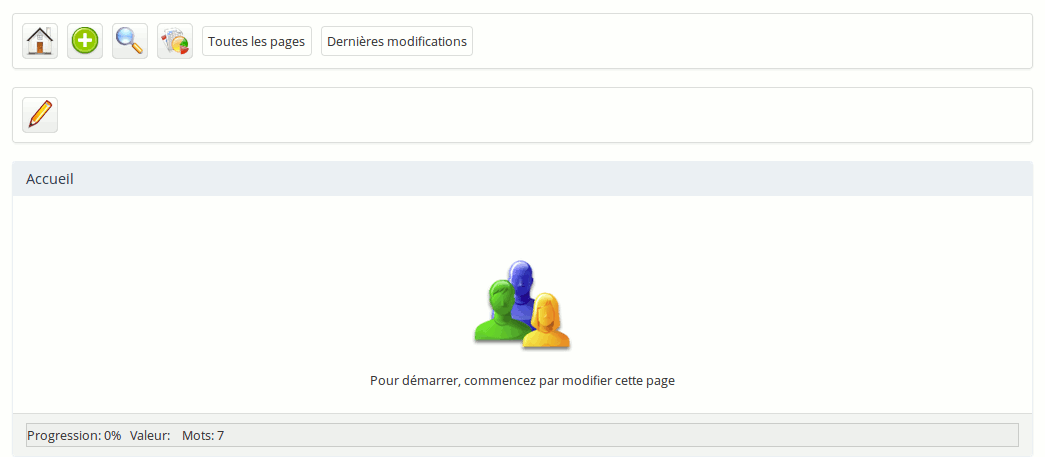 Toutes les pages Dernières modifications
Accueil
Pour démarrer, commencez par modifier cette page
Progression: 0% Valeur: Mots: 7